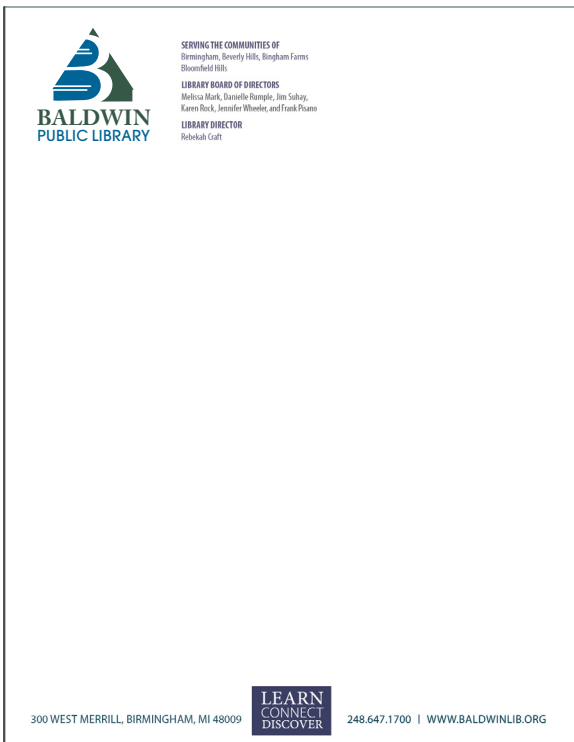 BALDWIN
PUBLIC LIBRARY
SERVING THE COMMUNITIES OF
Birmingham, Beverly Hills, Bingham Farms
Bloomfield Hills
LIBRARY BOARD OF DIRECTORS
Melissa Mark, Danielle Rumple, Jim Suhay,
Karen Rock, Jennifer Wheeler, and Frank Pisano
LIBRARY DIRECTOR
Rebekah Craft
300 WEST MERRILL, BIRMINGHAM, MI 48009
LEARN
CONNECT
DISCOVER
248.647.1700 | WWW.BALDWINLIB.ORG